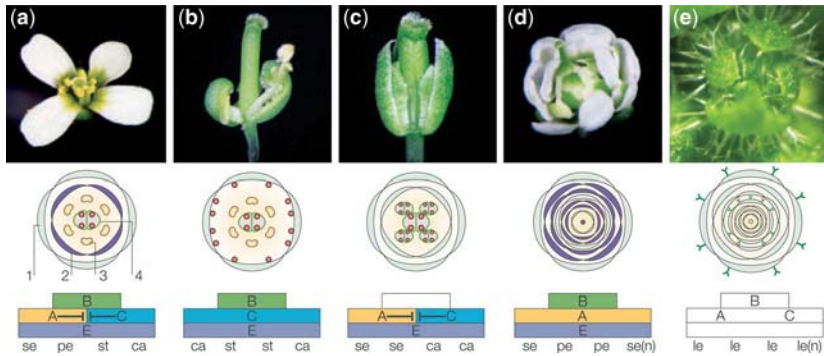 (a) (b) (c) (d) (e)
1 2 3 4
B B B B B
A C C A C A A C
E E E E
se pe st ca ca st st ca se se ca ca se pe pe se(n) le le le le(n)